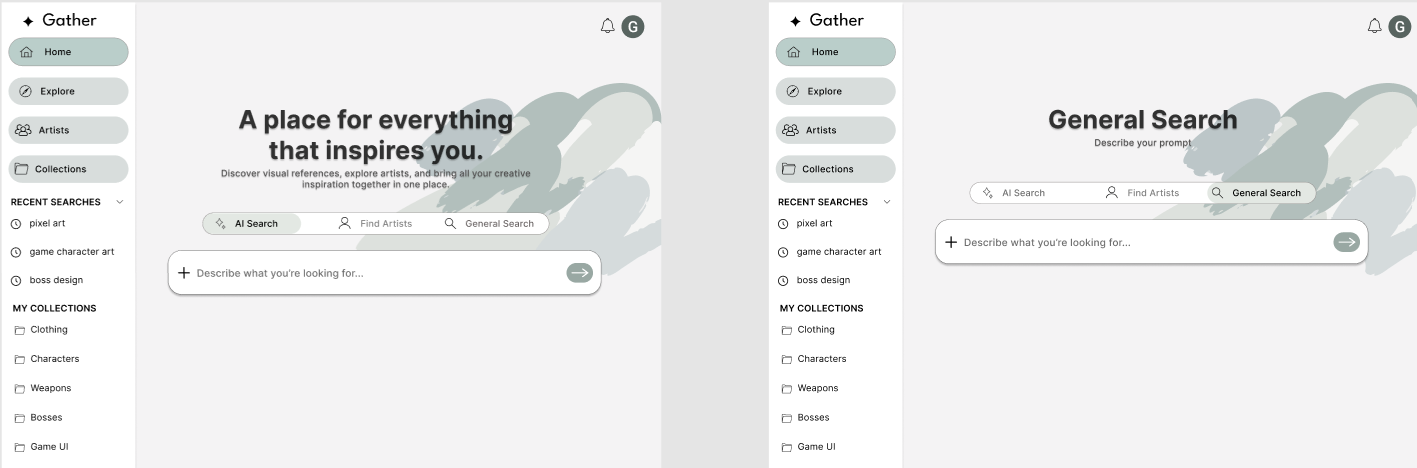 Gather
Home
Explore
Artists
Collections
RECENT SEARCHES
pixel art
game character art
boss design
MY COLLECTIONS
Clothing
Characters
Weapons
Bosses
Game UI
G
A place for everything
that inspires you.
Discover visual references, explore artists, and bring all your creative
inspiration together in one place.
AI Search Find Artists General Search
Describe what you're looking for...
Gather
Home
Explore
Artists
Collections
RECENT SEARCHES
pixel art
game character art
boss design
MY COLLECTIONS
Clothing
Characters
Weapons
Bosses
Game UI
G
General Search
Describe your prompt
AI Search Find Artists General Search
Describe what you're looking for...